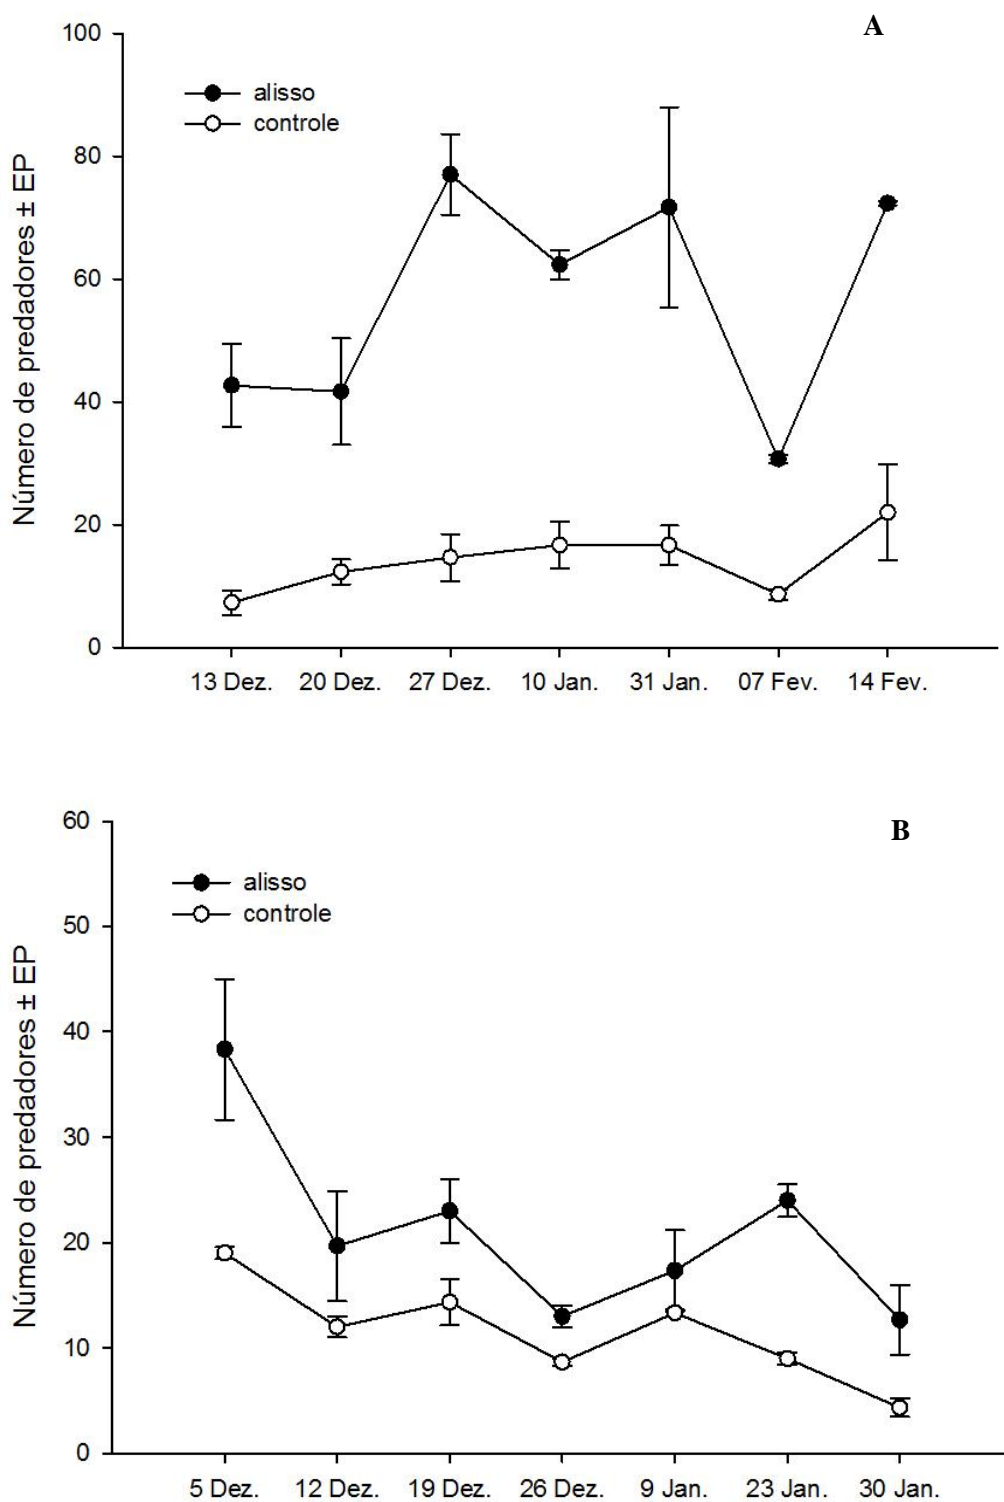 A
100
80
60
40
20
0
Número de predadores ± EP
alisso
controle
13 Dez. 20 Dez. 27 Dez. 10 Jan. 31 Jan. 07 Fev. 14 Fev.
B
60
50
40
30
20
10
0
Número de predadores ± EP
alisso
controle
5 Dez. 12 Dez. 19 Dez. 26 Dez. 9 Jan. 23 Jan. 30 Jan.